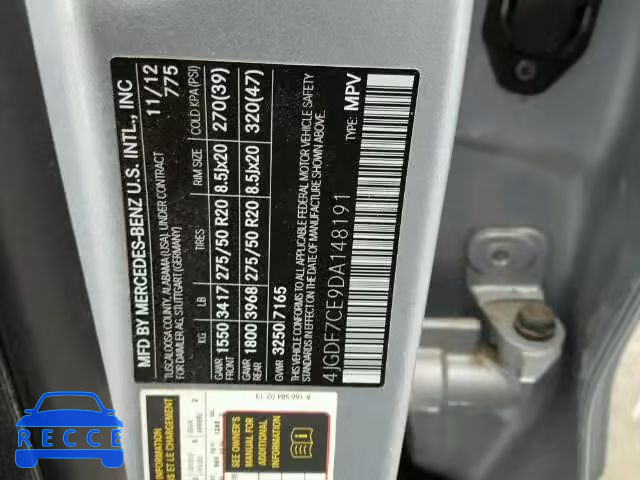 MFD BY MERCEDES-BENZ U.S. INTL., INC
TUSCALOOSA COUNTY, ALABAMA (USA), UNDER CONTRACT
FOR DAIMLER AG, STUTTGART (GERMANY)
11/12
775
KG LB TIRES RIM SIZE COLD KPA (PSI)
GAWR 1550 3417 275/50 R20 8.5Jx20 270(39)
FRONT
GAWR 1800 3968 275/50 R20 8.5Jx20 320(47)
REAR
GVWR 3250 7165
THIS VEHICLE CONFORMS TO ALL APPLICABLE FEDERAL MOTOR VEHICLE SAFETY
STANDARDS IN EFFECT ON THE DATE OF MANUFACTURE SHOWN ABOVE.
4JGDF7CE9DA148191 TYPE: MPV
INFORMATION
SEE OWNER'S
MANUAL FOR
ADDITIONAL
INFORMATION